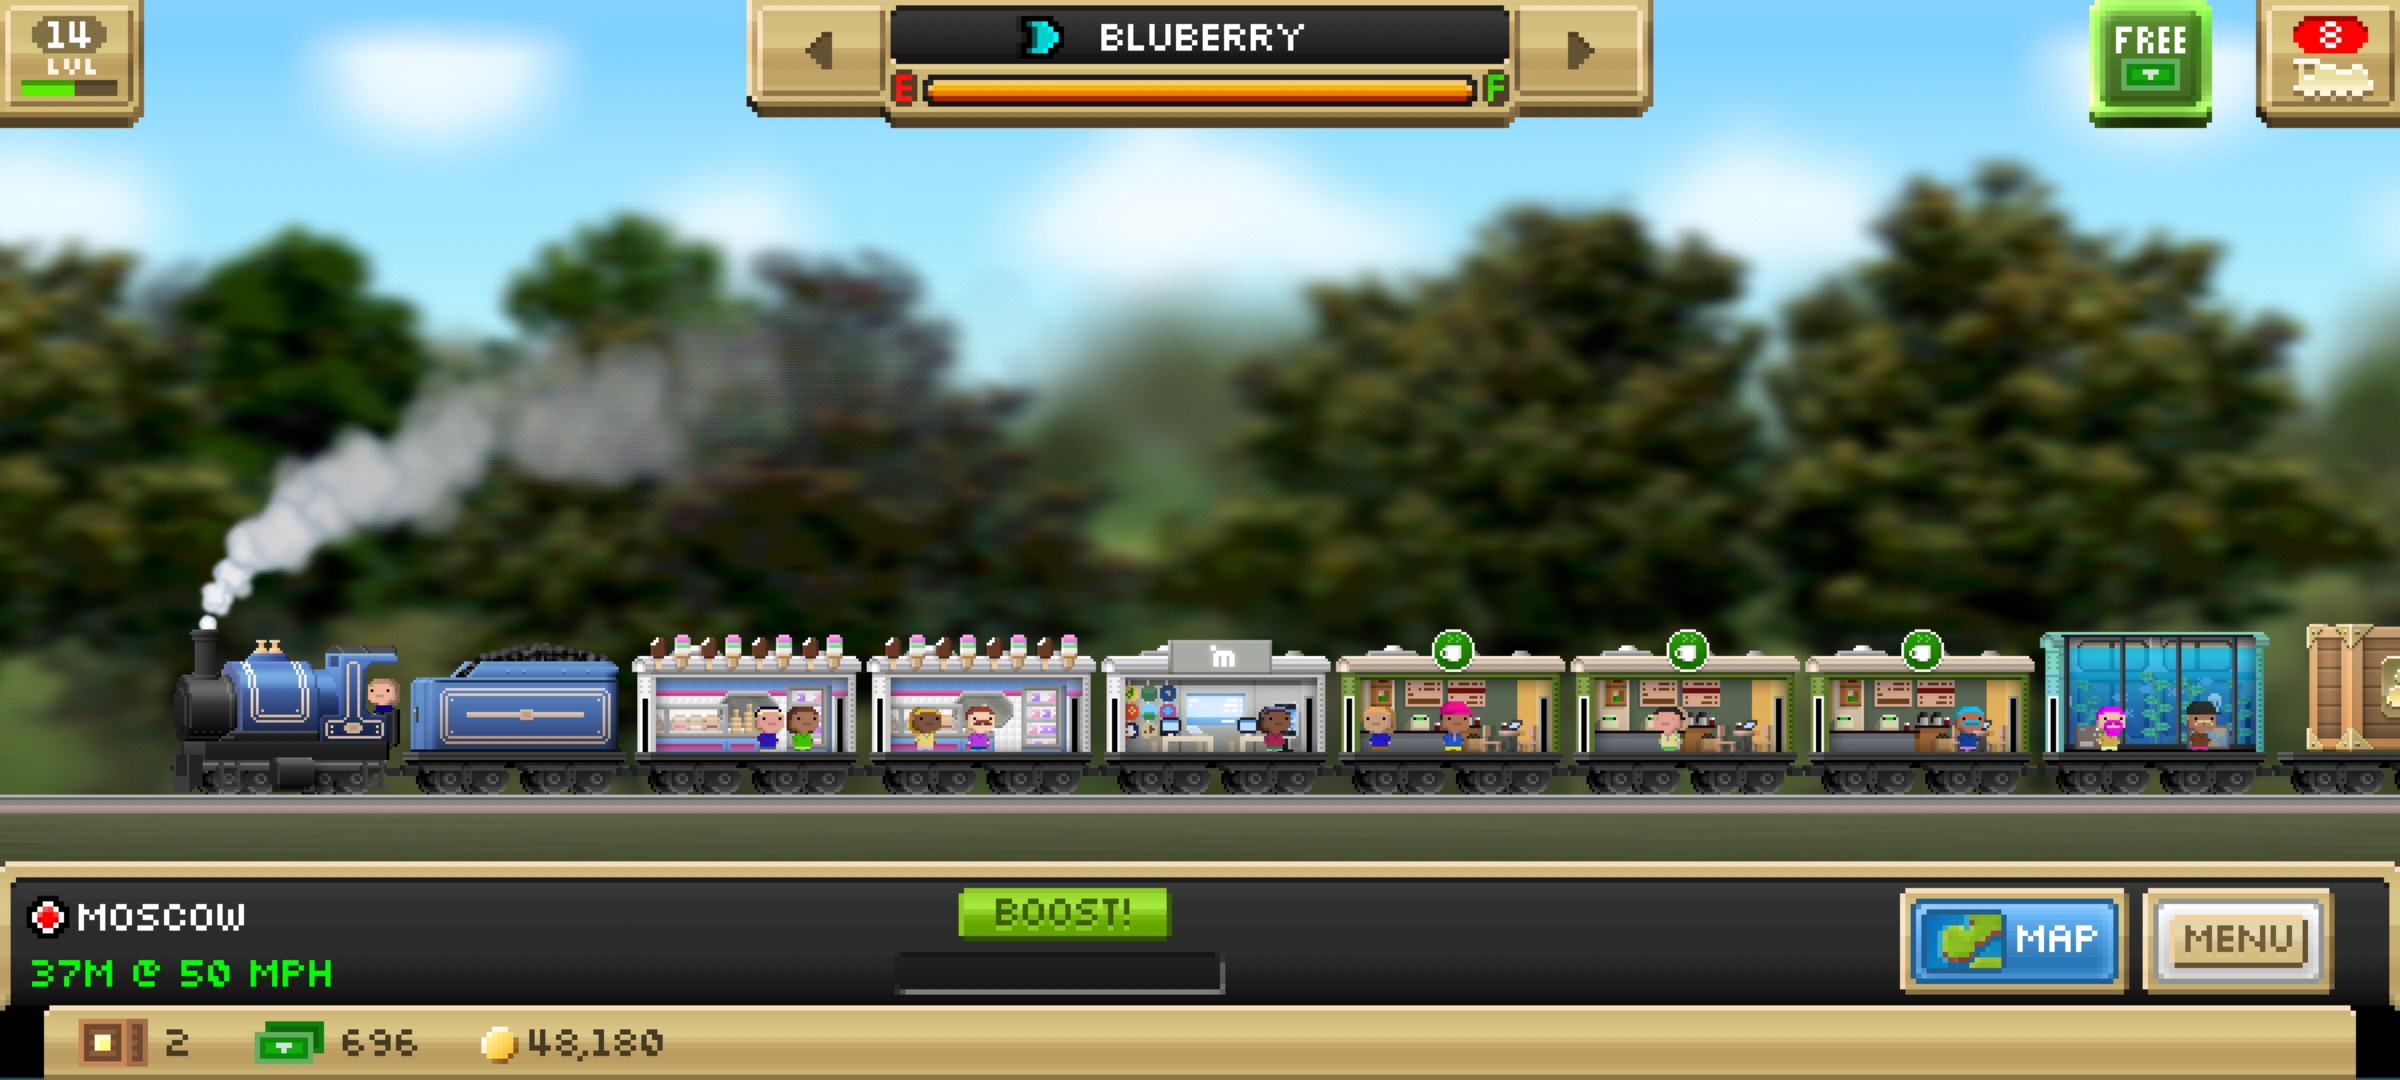 14
LVL
BLUBERRY
E F
FREE
8
MOSCOW
37M @ 50 MPH
BOOST!
MAP
MENU
2
696
48,180